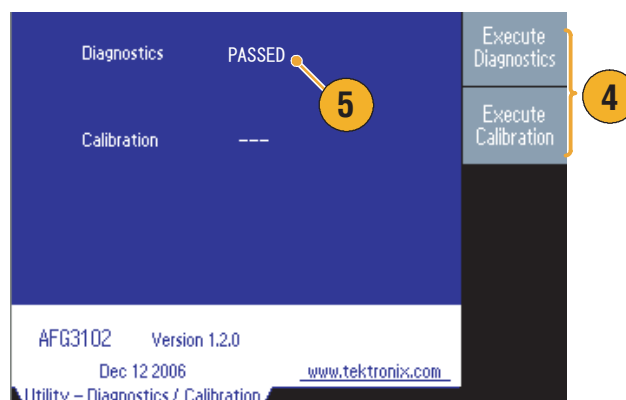 Diagnostics PASSED
5
Calibration ---
Execute Diagnostics
Execute Calibration
4
AFG3102 Version 1.2.0
Dec 12 2006 www.tektronix.com
Utility – Diagnostics / Calibration